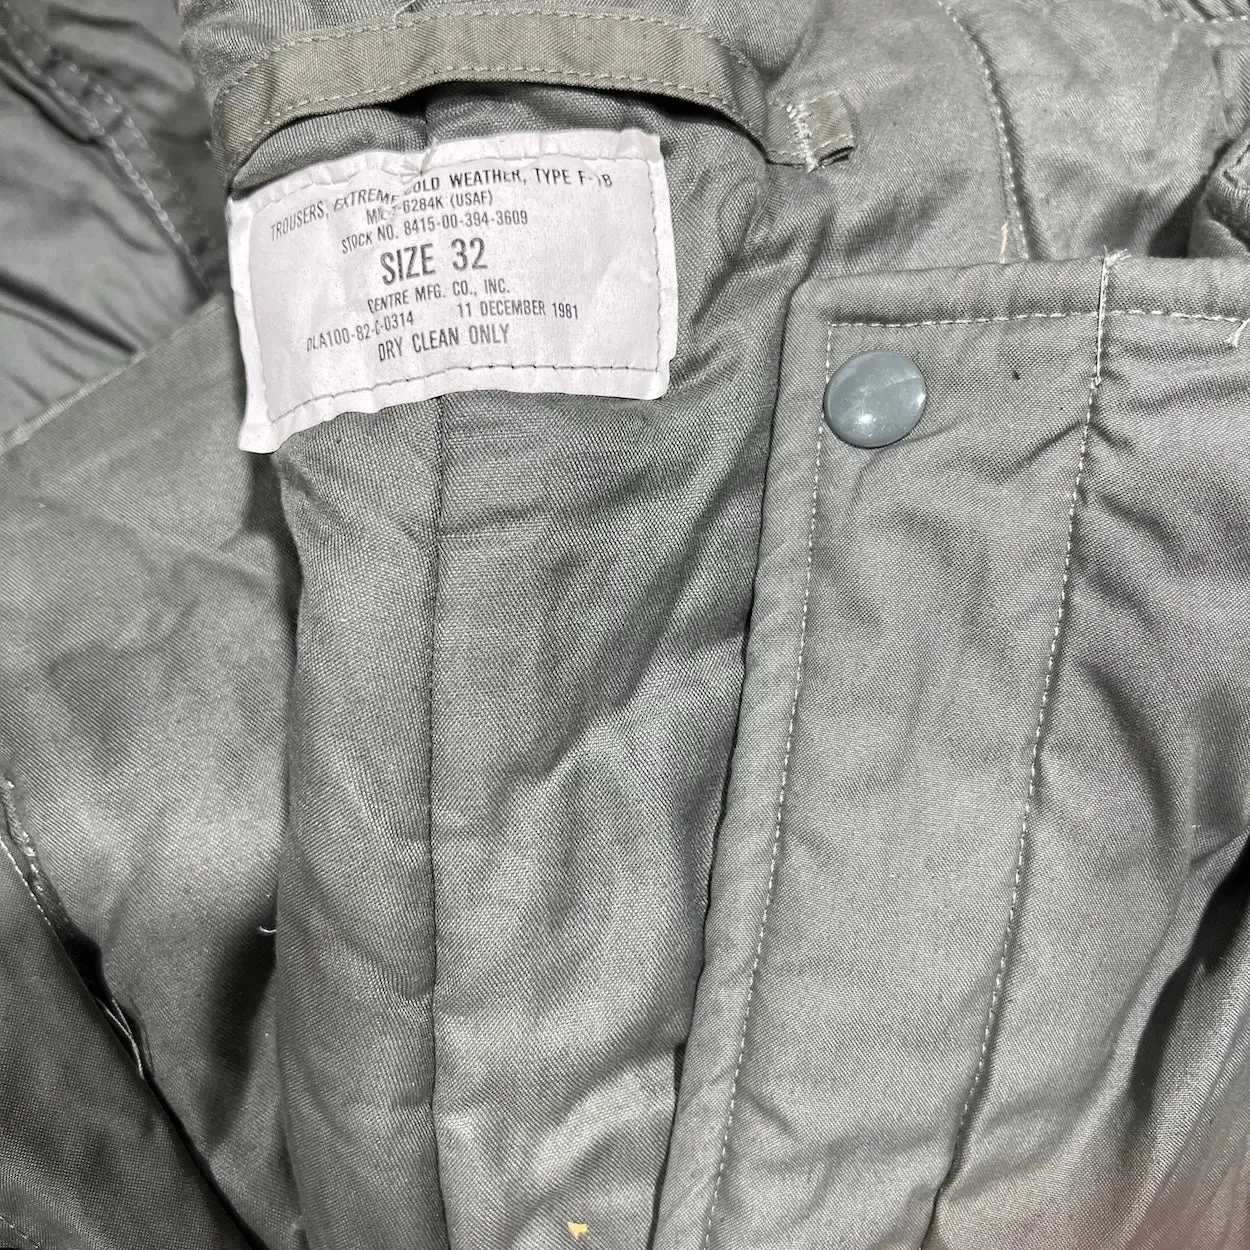 TROUSERS, EXTREME COLD WEATHER, TYPE F-1B
MIL-T-6284K (USAF)
STOCK NO. 8415-00-394-3609
SIZE 32
CENTRE MFG. CO., INC.
DLA100-82-C-0314 11 DECEMBER 1981
DRY CLEAN ONLY